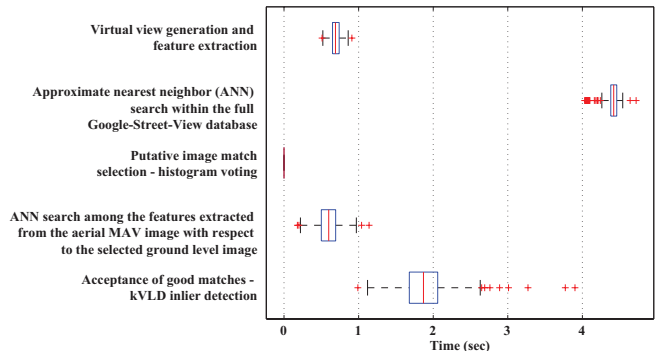 Virtual view generation and
feature extraction
Approximate nearest neighbor (ANN)
search within the full
Google-Street-View database
Putative image match
selection - histogram voting
ANN search among the features extracted
from the aerial MAV image with respect
to the selected ground level image
Acceptance of good matches -
kVLD inlier detection
0 1 2 3 4
Time (sec)